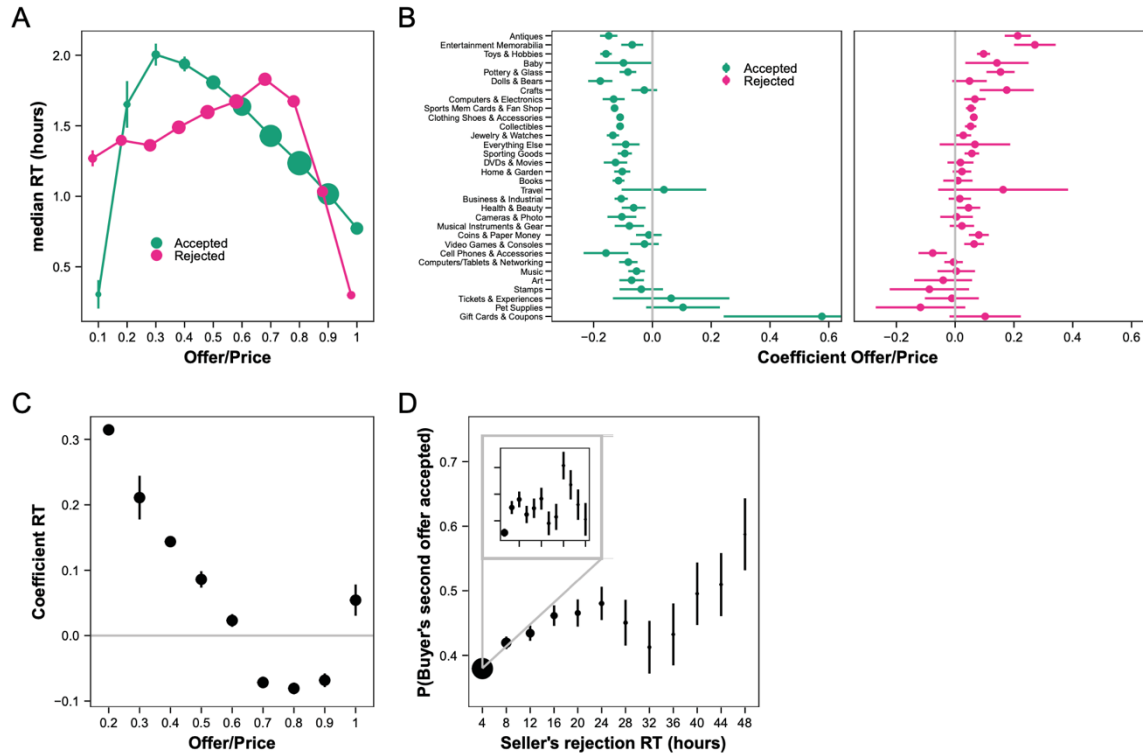 A
median RT (hours)
2.0
1.5
1.0
0.5
Accepted
Rejected
0.1 0.2 0.3 0.4 0.5 0.6 0.7 0.8 0.9 1
Offer/Price
B
Antiques
Entertainment Memorabilia
Toys & Hobbies
Baby
Pottery & Glass
Dolls & Bears
Crafts
Computers & Electronics
Sports Mem Cards & Fan Shop
Clothing Shoes & Accessories
Collectibles
Jewelry & Watches
Everything Else
Sporting Goods
DVDs & Movies
Home & Garden
Books
Travel
Business & Industrial
Health & Beauty
Cameras & Photo
Musical Instruments & Gear
Coins & Paper Money
Video Games & Consoles
Cell Phones & Accessories
Computers/Tablets & Networking
Music
Art
Stamps
Tickets & Experiences
Pet Supplies
Gift Cards & Coupons
Accepted
Rejected
−0.2 0.0 0.2 0.4 0.6 −0.2 0.0 0.2 0.4 0.6
Coefficient Offer/Price
C
Coefficient RT
0.3
0.2
0.1
0.0
−0.1
0.2 0.3 0.4 0.5 0.6 0.7 0.8 0.9 1
Offer/Price
D
P(Buyer's second offer accepted)
0.7
0.6
0.5
0.4
4 8 12 16 20 24 28 32 36 40 44 48
Seller's rejection RT (hours)